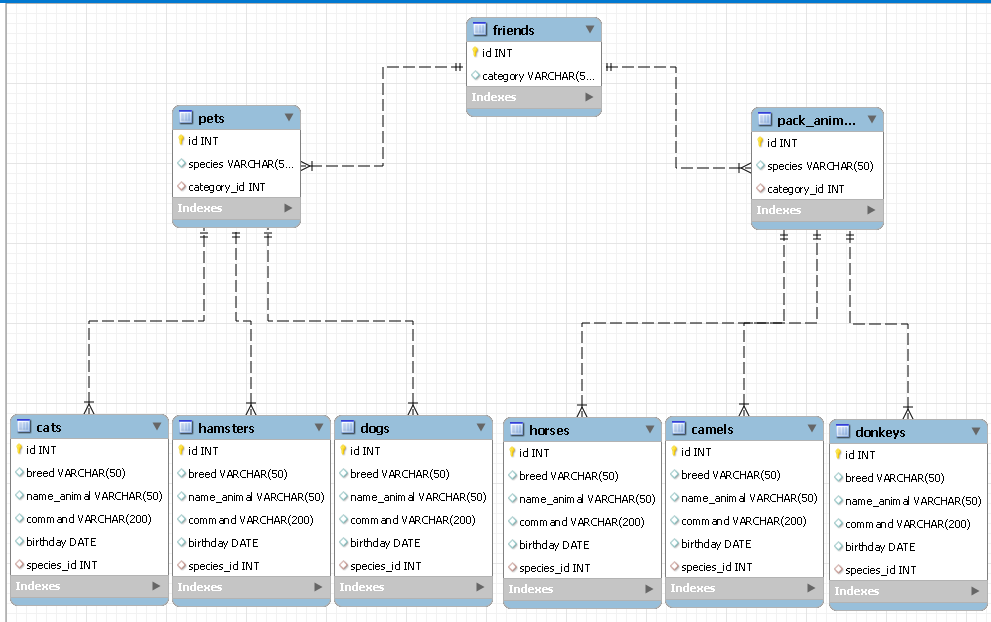 friends
id INT
category VARCHAR(5...
Indexes
pets
id INT
species VARCHAR(5...
category_id INT
Indexes
pack_anim...
id INT
species VARCHAR(50)
category_id INT
Indexes
cats
id INT
breed VARCHAR(50)
name_animal VARCHAR(50)
command VARCHAR(200)
birthday DATE
species_id INT
Indexes
hamsters
id INT
breed VARCHAR(50)
name_animal VARCHAR(50)
command VARCHAR(200)
birthday DATE
species_id INT
Indexes
dogs
id INT
breed VARCHAR(50)
name_animal VARCHAR(50)
command VARCHAR(200)
birthday DATE
species_id INT
Indexes
horses
id INT
breed VARCHAR(50)
name_animal VARCHAR(50)
command VARCHAR(200)
birthday DATE
species_id INT
Indexes
camels
id INT
breed VARCHAR(50)
name_animal VARCHAR(50)
command VARCHAR(200)
birthday DATE
species_id INT
Indexes
donkeys
id INT
breed VARCHAR(50)
name_animal VARCHAR(50)
command VARCHAR(200)
birthday DATE
species_id INT
Indexes